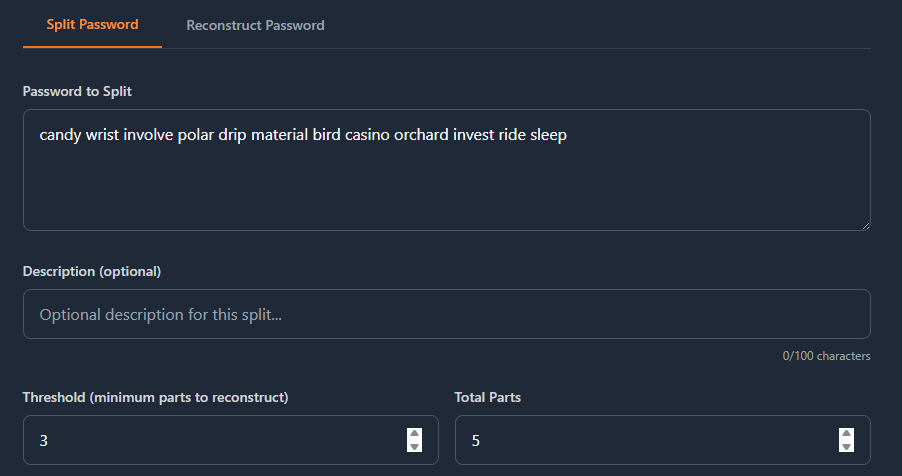 Split Password
Reconstruct Password
Password to Split
candy wrist involve polar drip material bird casino orchard invest ride sleep
Description (optional)
Optional description for this split...
0/100 characters
Threshold (minimum parts to reconstruct)
Total Parts
3
5